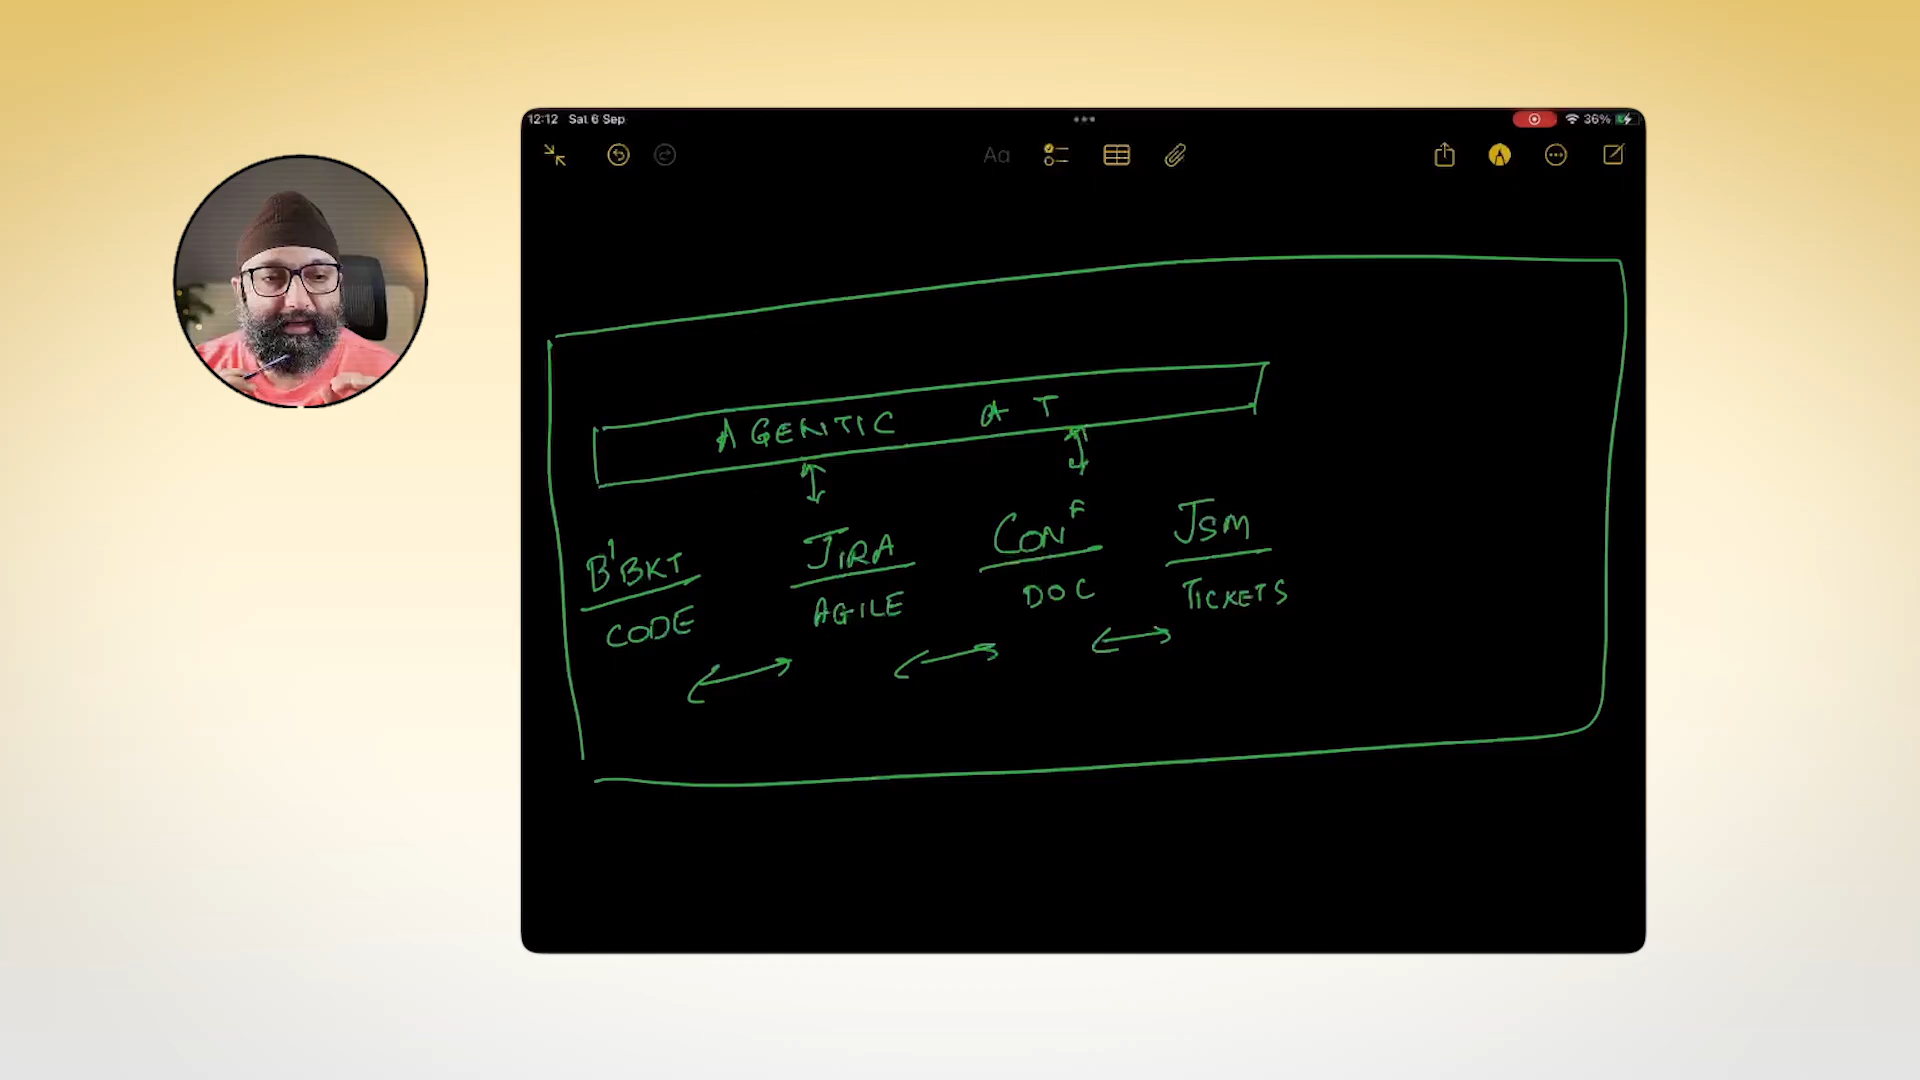 12:12 Sat 6 Sep
36%
Aa
AGENTIC AT
B'BKT JIRA CONF JSM
CODE AGILE DOC TICKETS